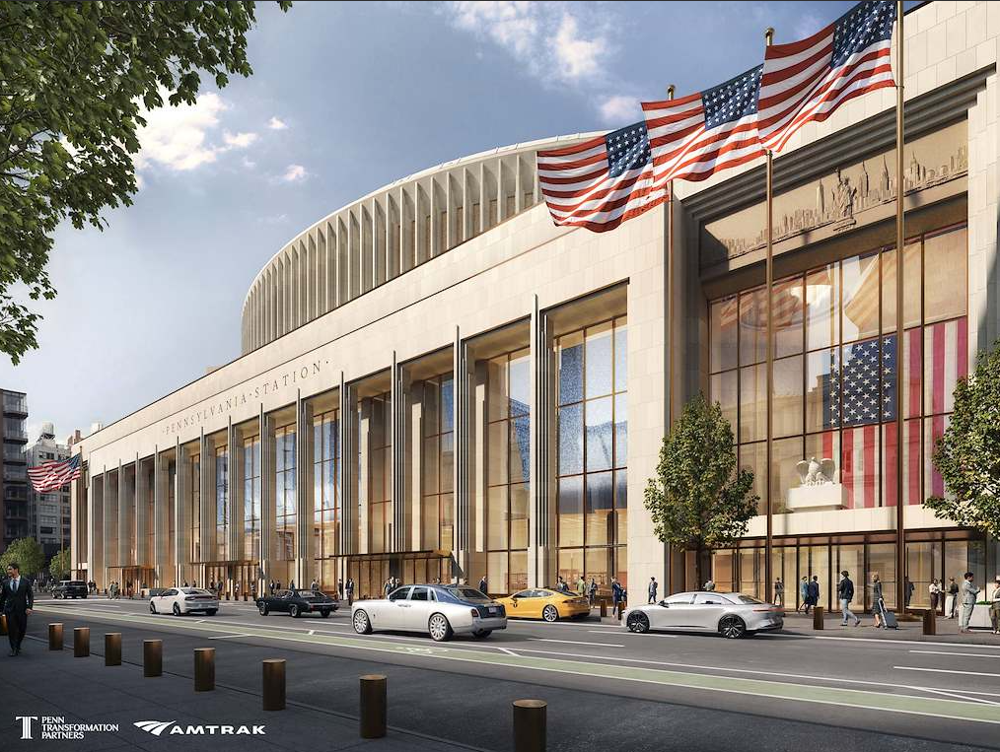 ·PENNSYLVANIA·STATION·
PENN
TRANSFORMATION
PARTNERS
AMTRAK